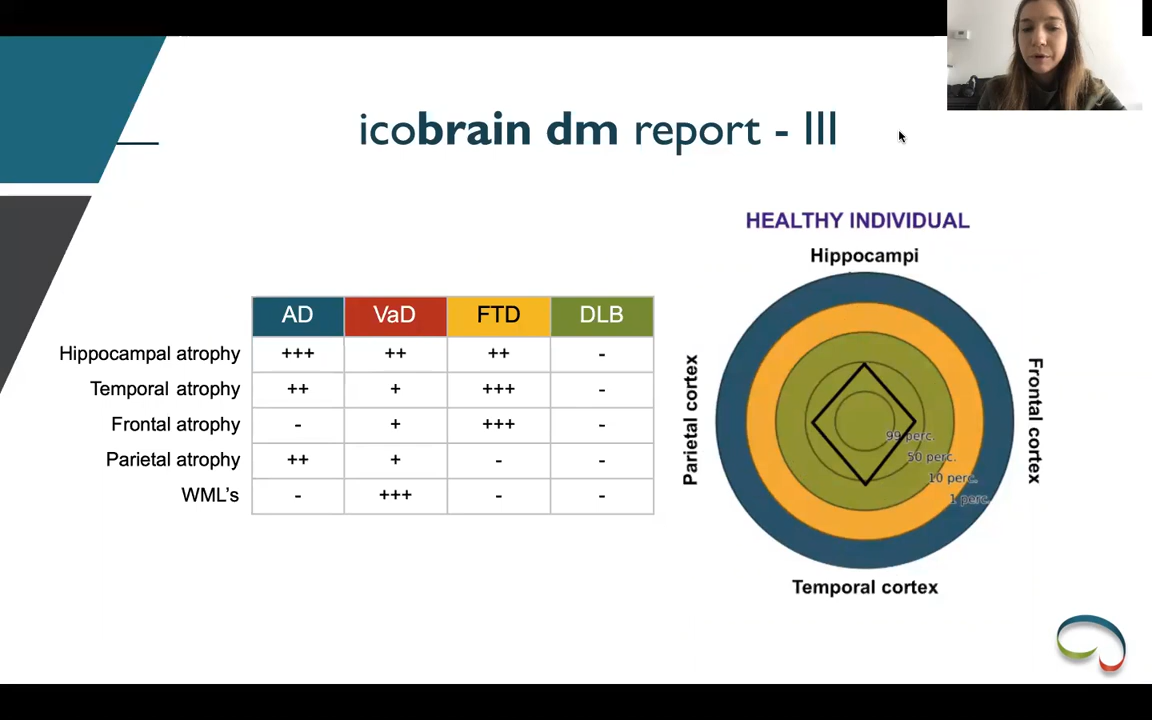 icobrain dm report - III
AD VaD FTD DLB
Hippocampal atrophy +++ ++ ++ -
Temporal atrophy ++ + +++ -
Frontal atrophy - + +++ -
Parietal atrophy ++ + - -
WML's - +++ - -
HEALTHY INDIVIDUAL
Hippocampi
Parietal cortex
Frontal cortex
99 perc.
50 perc.
10 perc.
1 perc.
Temporal cortex